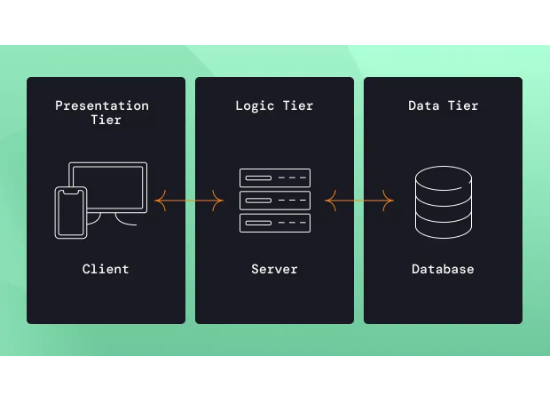 Presentation
Tier
Logic Tier
Data Tier
Client
Server
Database